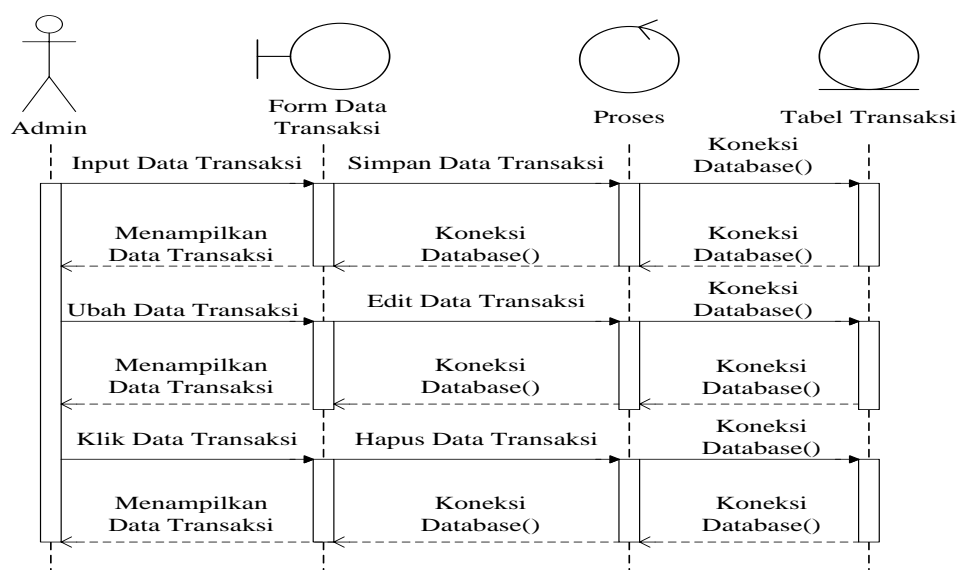 Admin
Form Data
Transaksi
Proses
Tabel Transaksi
Input Data Transaksi
Simpan Data Transaksi
Koneksi
Database()
Menampilkan
Data Transaksi
Koneksi
Database()
Koneksi
Database()
Ubah Data Transaksi
Edit Data Transaksi
Koneksi
Database()
Menampilkan
Data Transaksi
Koneksi
Database()
Koneksi
Database()
Klik Data Transaksi
Hapus Data Transaksi
Koneksi
Database()
Menampilkan
Data Transaksi
Koneksi
Database()
Koneksi
Database()